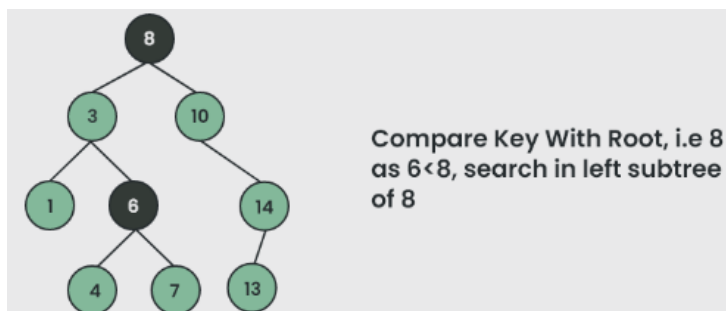 8
3 10
Compare Key With Root, i.e 8
as 6<8, search in left subtree
of 8
1 6 14
4 7 13